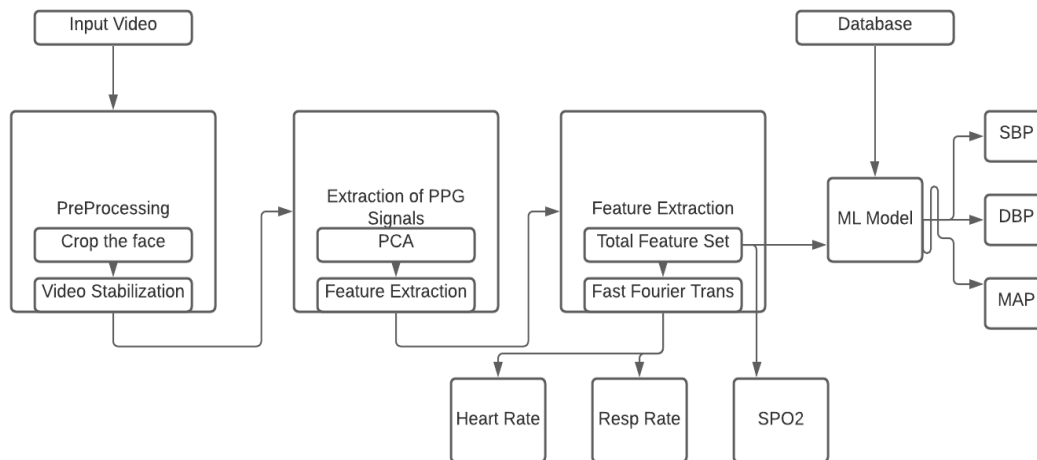 Input Video
Database
PreProcessing
Crop the face
Video Stabilization
Extraction of PPG
Signals
PCA
Feature Extraction
Feature Extraction
Total Feature Set
Fast Fourier Trans
ML Model
SBP
DBP
MAP
Heart Rate
Resp Rate
SPO2